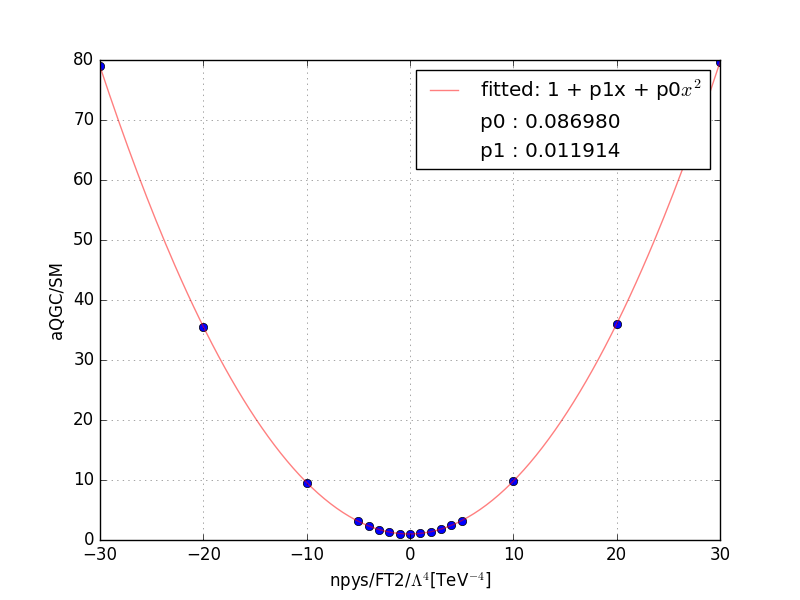 80
70
60
50
40
30
20
10
0
aQGC/SM
fitted: 1 + p1x + p0x²
p0 : 0.086980
p1 : 0.011914
−30 −20 −10 0 10 20 30
npys/FT2/Λ⁴[TeV⁻⁴]